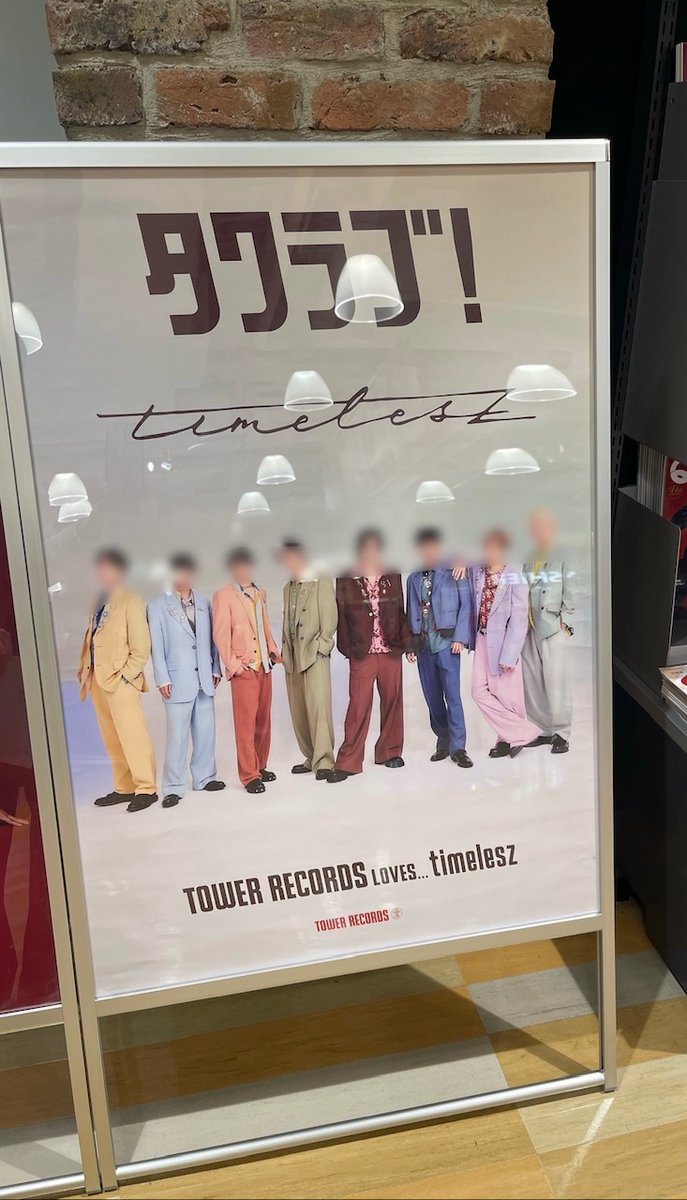 タワラブ!
timelesz
TOWER RECORDS LOVES... timelesz
TOWER RECORDS